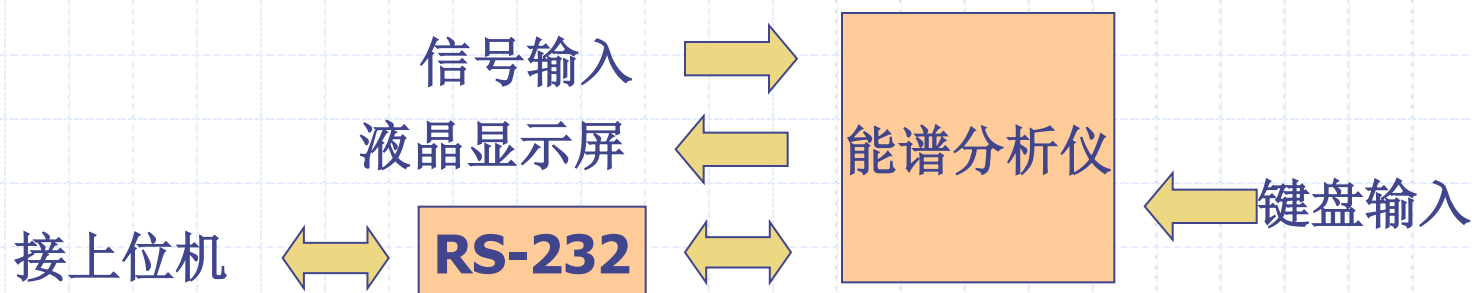 信号输入
液晶显示屏
能谱分析仪
键盘输入
接上位机
RS-232